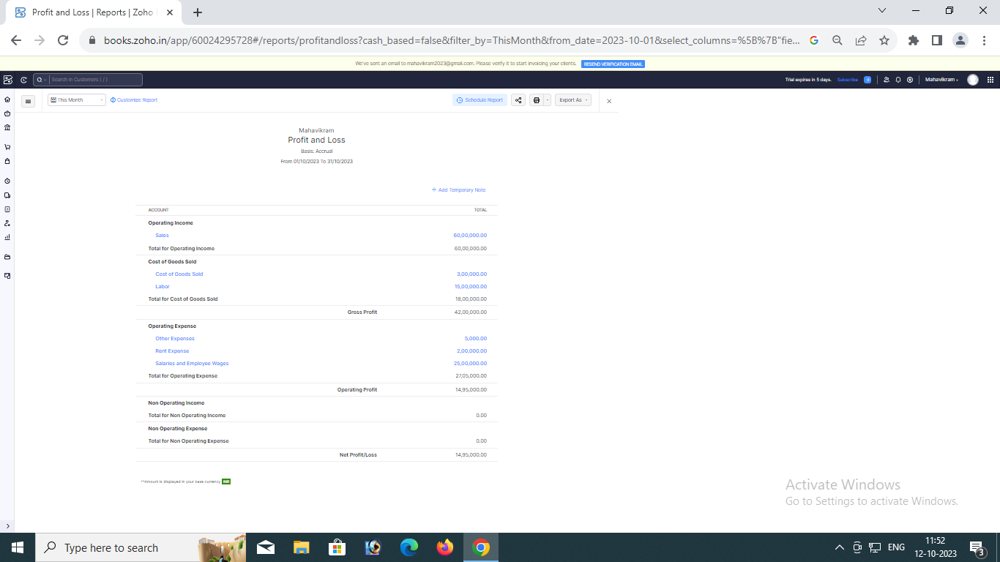 Profit and Loss | Reports | Zoho
books.zoho.in/app/60024295728#/reports/profitandloss?cash_based=false&filter_by=ThisMonth&from_date=2023-10-01&select_columns=%5B%7B"fie...
We've sent an email to mahavikram2023@gmail.com. Please verify it to start invoicing your clients. RESEND VERIFICATION EMAIL
Search in Customers ( / ) Trial expires in 5 days. Subscribe Mahavikram
This Month Customize Report Schedule Report Export As
Mahavikram
Profit and Loss
Basis: Accrual
From 01/10/2023 To 31/10/2023
+ Add Temporary Note
ACCOUNT TOTAL
Operating Income
Sales 60,00,000.00
Total for Operating Income 60,00,000.00
Cost of Goods Sold
Cost of Goods Sold 3,00,000.00
Labor 15,00,000.00
Total for Cost of Goods Sold 18,00,000.00
Gross Profit 42,00,000.00
Operating Expense
Other Expenses 5,000.00
Rent Expense 2,00,000.00
Salaries and Employee Wages 25,00,000.00
Total for Operating Expense 27,05,000.00
Operating Profit 14,95,000.00
Non Operating Income
Total for Non Operating Income 0.00
Non Operating Expense
Total for Non Operating Expense 0.00
Net Profit/Loss 14,95,000.00
**Amount is displayed in your base currency INR
Activate Windows
Go to Settings to activate Windows.
Type here to search
ENG
11:52
12-10-2023
3